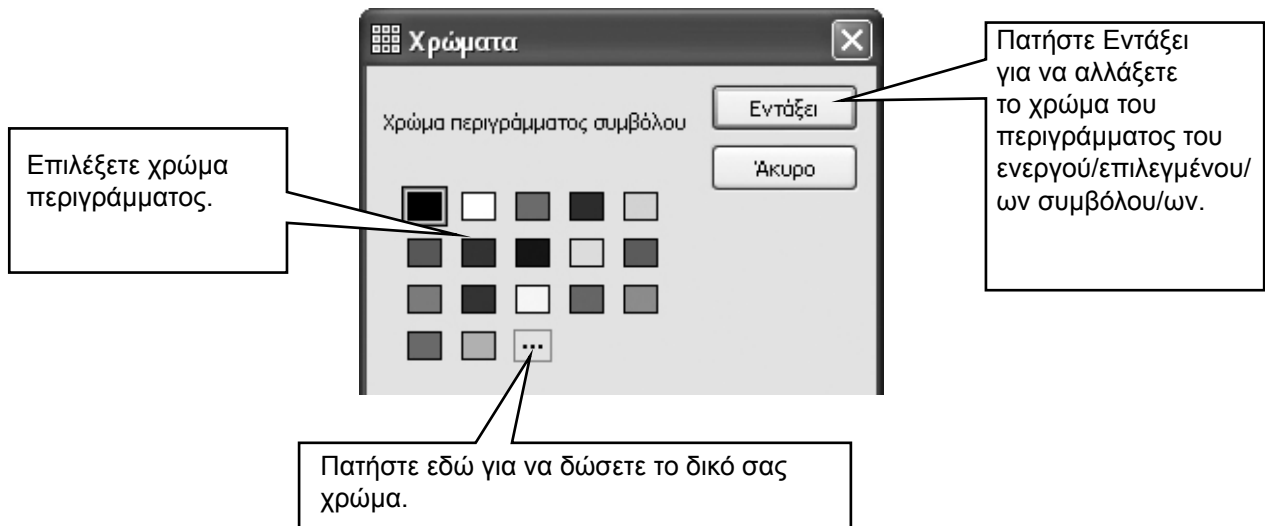 Χρώματα
Χρώμα περιγράμματος συμβόλου
Εντάξει
Άκυρο
...
Επιλέξετε χρώμα
περιγράμματος.
Πατήστε Εντάξει
για να αλλάξετε
το χρώμα του
περιγράμματος του
ενεργού/επιλεγμένου/
ων συμβόλου/ων.
Πατήστε εδώ για να δώσετε το δικό σας
χρώμα.